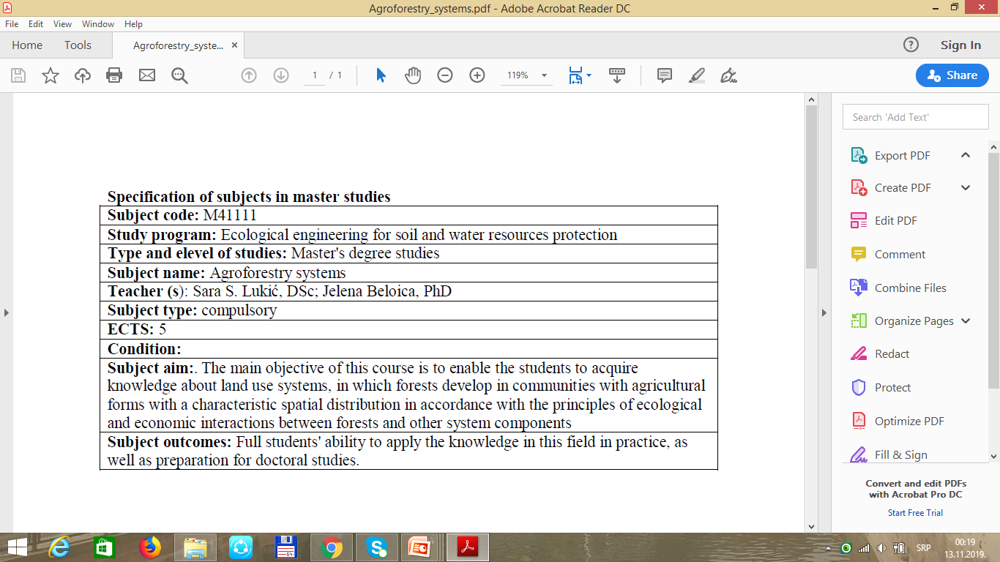 Agroforestry_systems.pdf - Adobe Acrobat Reader DC
File Edit View Window Help
Home Tools Agroforestry_syste... × Sign In
1 / 1 119% Share
Search 'Add Text'
Export PDF
Create PDF
Edit PDF
Comment
Combine Files
Organize Pages
Redact
Protect
Optimize PDF
Fill & Sign
Convert and edit PDFs
with Acrobat Pro DC
Start Free Trial
Specification of subjects in master studies
Subject code: M41111
Study program: Ecological engineering for soil and water resources protection
Type and elevel of studies: Master's degree studies
Subject name: Agroforestry systems
Teacher (s): Sara S. Lukić, DSc; Jelena Beloica, PhD
Subject type: compulsory
ECTS: 5
Condition:
Subject aim:. The main objective of this course is to enable the students to acquire
knowledge about land use systems, in which forests develop in communities with agricultural
forms with a characteristic spatial distribution in accordance with the principles of ecological
and economic interactions between forests and other system components
Subject outcomes: Full students' ability to apply the knowledge in this field in practice, as
well as preparation for doctoral studies.
64
SRP
00:19
13.11.2019.